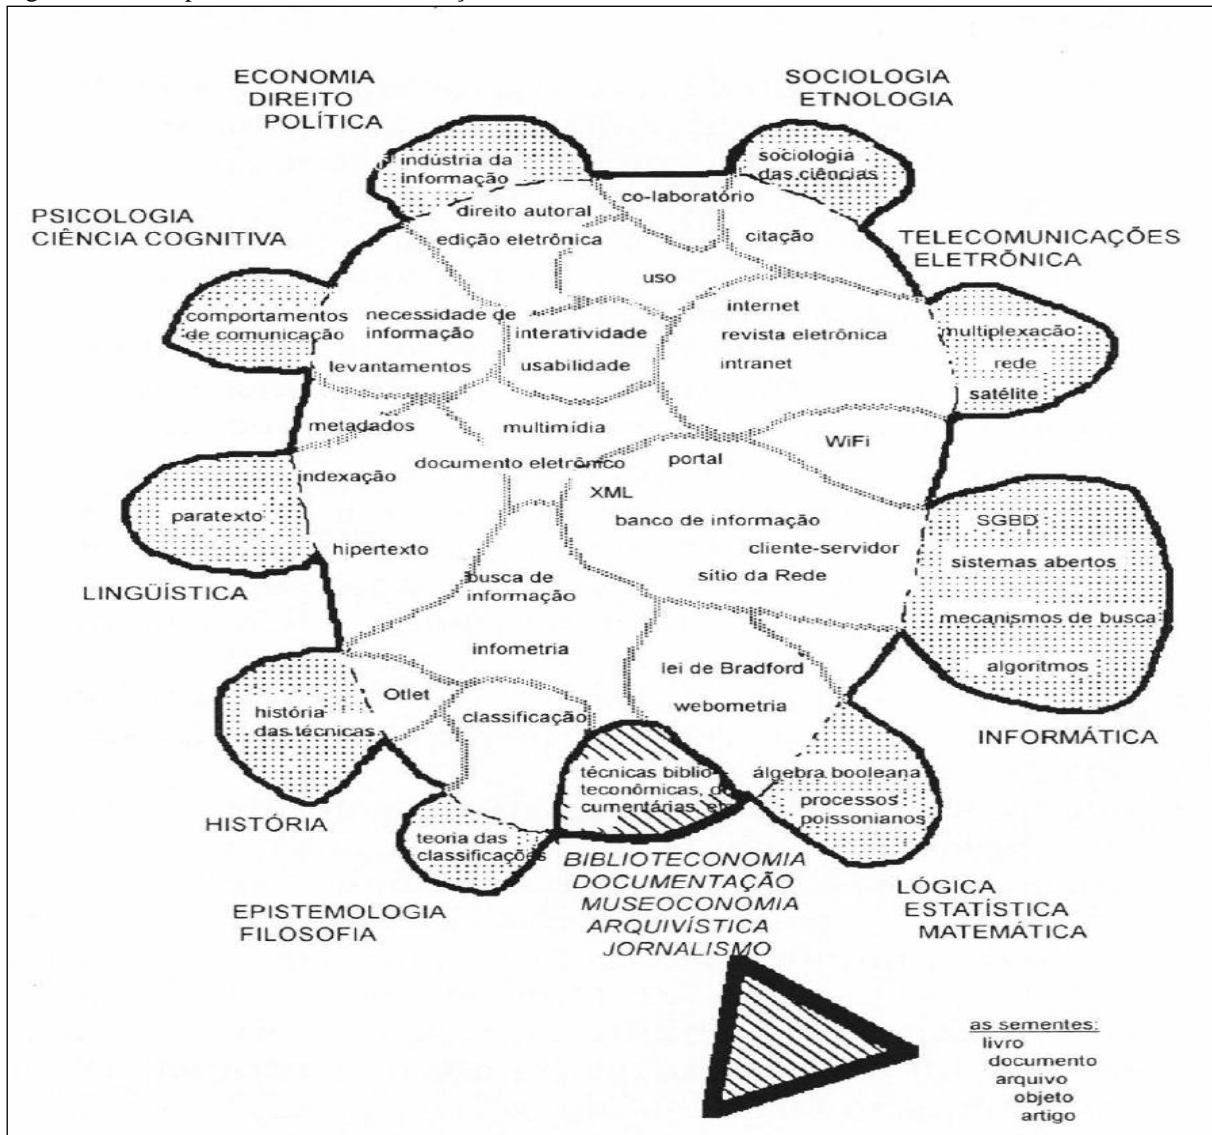 ECONOMIA
DIREITO
POLÍTICA
SOCIOLOGIA
ETNOLOGIA
indústria da
informação
sociologia
das ciências
co-laboratório
direito autoral
edição eletrônica
citação
PSICOLOGIA
CIÊNCIA COGNITIVA
TELECOMUNICAÇÕES
ELETRÔNICA
uso
comportamentos
de comunicação
necessidade de
informação
levantamentos
interatividade
usabilidade
internet
revista eletrônica
intranet
multiplexacão
rede
satélite
metadados
multimídia
WiFi
indexação
documento eletrônico
portal
XML
paratexto
banco de informação
SGBD
hipertexto
cliente-servidor
sistemas abertos
LINGÜÍSTICA
busca de
informação
sítio da Rede
mecanismos de busca
infometria
lei de Bradford
algoritmos
Otlet
história
das técnicas
classificação
webometria
INFORMÁTICA
técnicas biblio-
teconômicas, do
cumentárias, et
álgebra booleana
processos
poissonianos
HISTÓRIA
teoria das
classificações
BIBLIOTECONOMIA
DOCUMENTAÇÃO
MUSEOCONOMIA
ARQUIVÍSTICA
JORNALISMO
EPISTEMOLOGIA
FILOSOFIA
LÓGICA
ESTATÍSTICA
MATEMÁTICA
as sementes:
livro
documento
arquivo
objeto
artigo